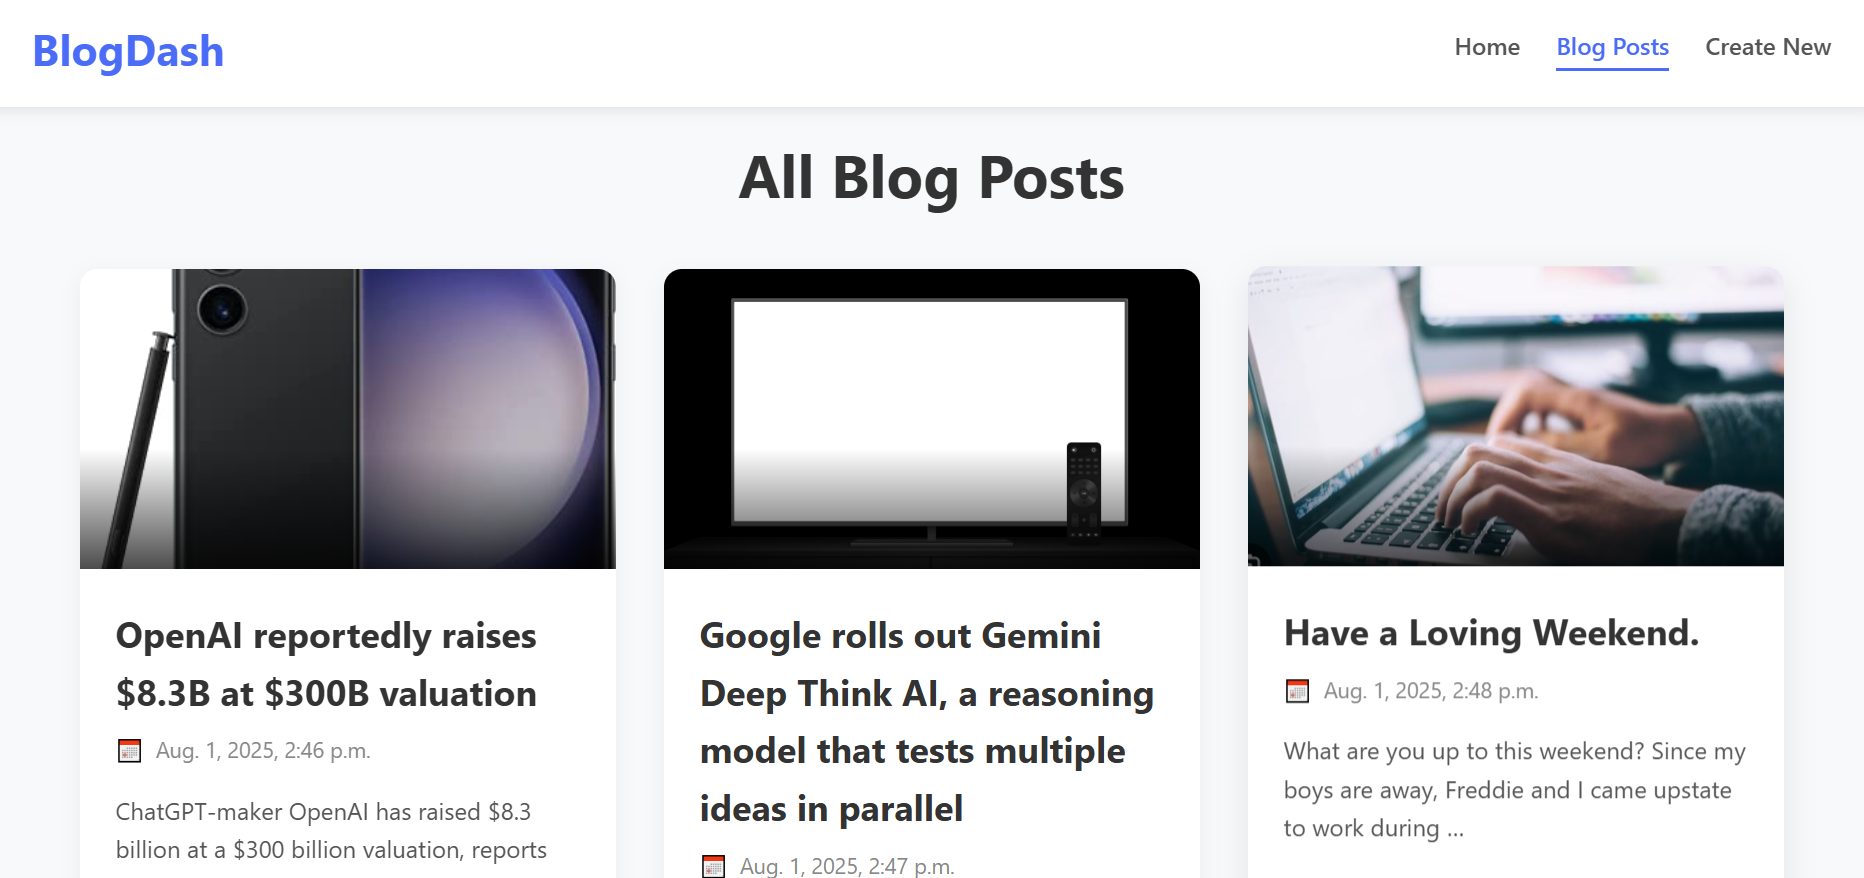 BlogDash
Home
Blog Posts
Create New
All Blog Posts
OpenAI reportedly raises
$8.3B at $300B valuation
Aug. 1, 2025, 2:46 p.m.
ChatGPT-maker OpenAI has raised $8.3
billion at a $300 billion valuation, reports
Google rolls out Gemini
Deep Think AI, a reasoning
model that tests multiple
ideas in parallel
Aug. 1, 2025, 2:47 p.m.
Have a Loving Weekend.
Aug. 1, 2025, 2:48 p.m.
What are you up to this weekend? Since my
boys are away, Freddie and I came upstate
to work during ...